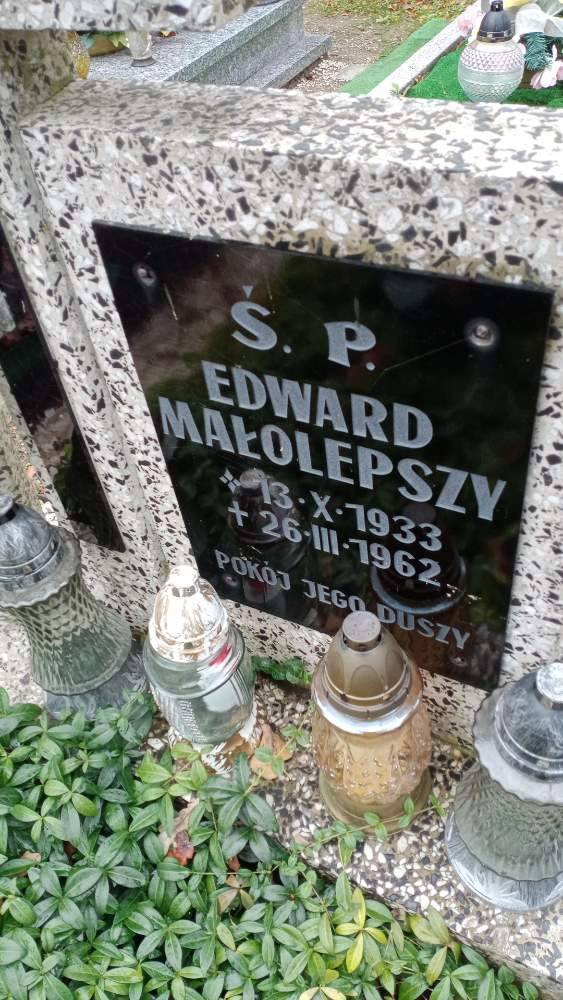 Ś. P.
EDWARD
MAŁOLEPSZY
13·X·1933
+ 26·III·1962
POKÓJ JEGO DUSZY